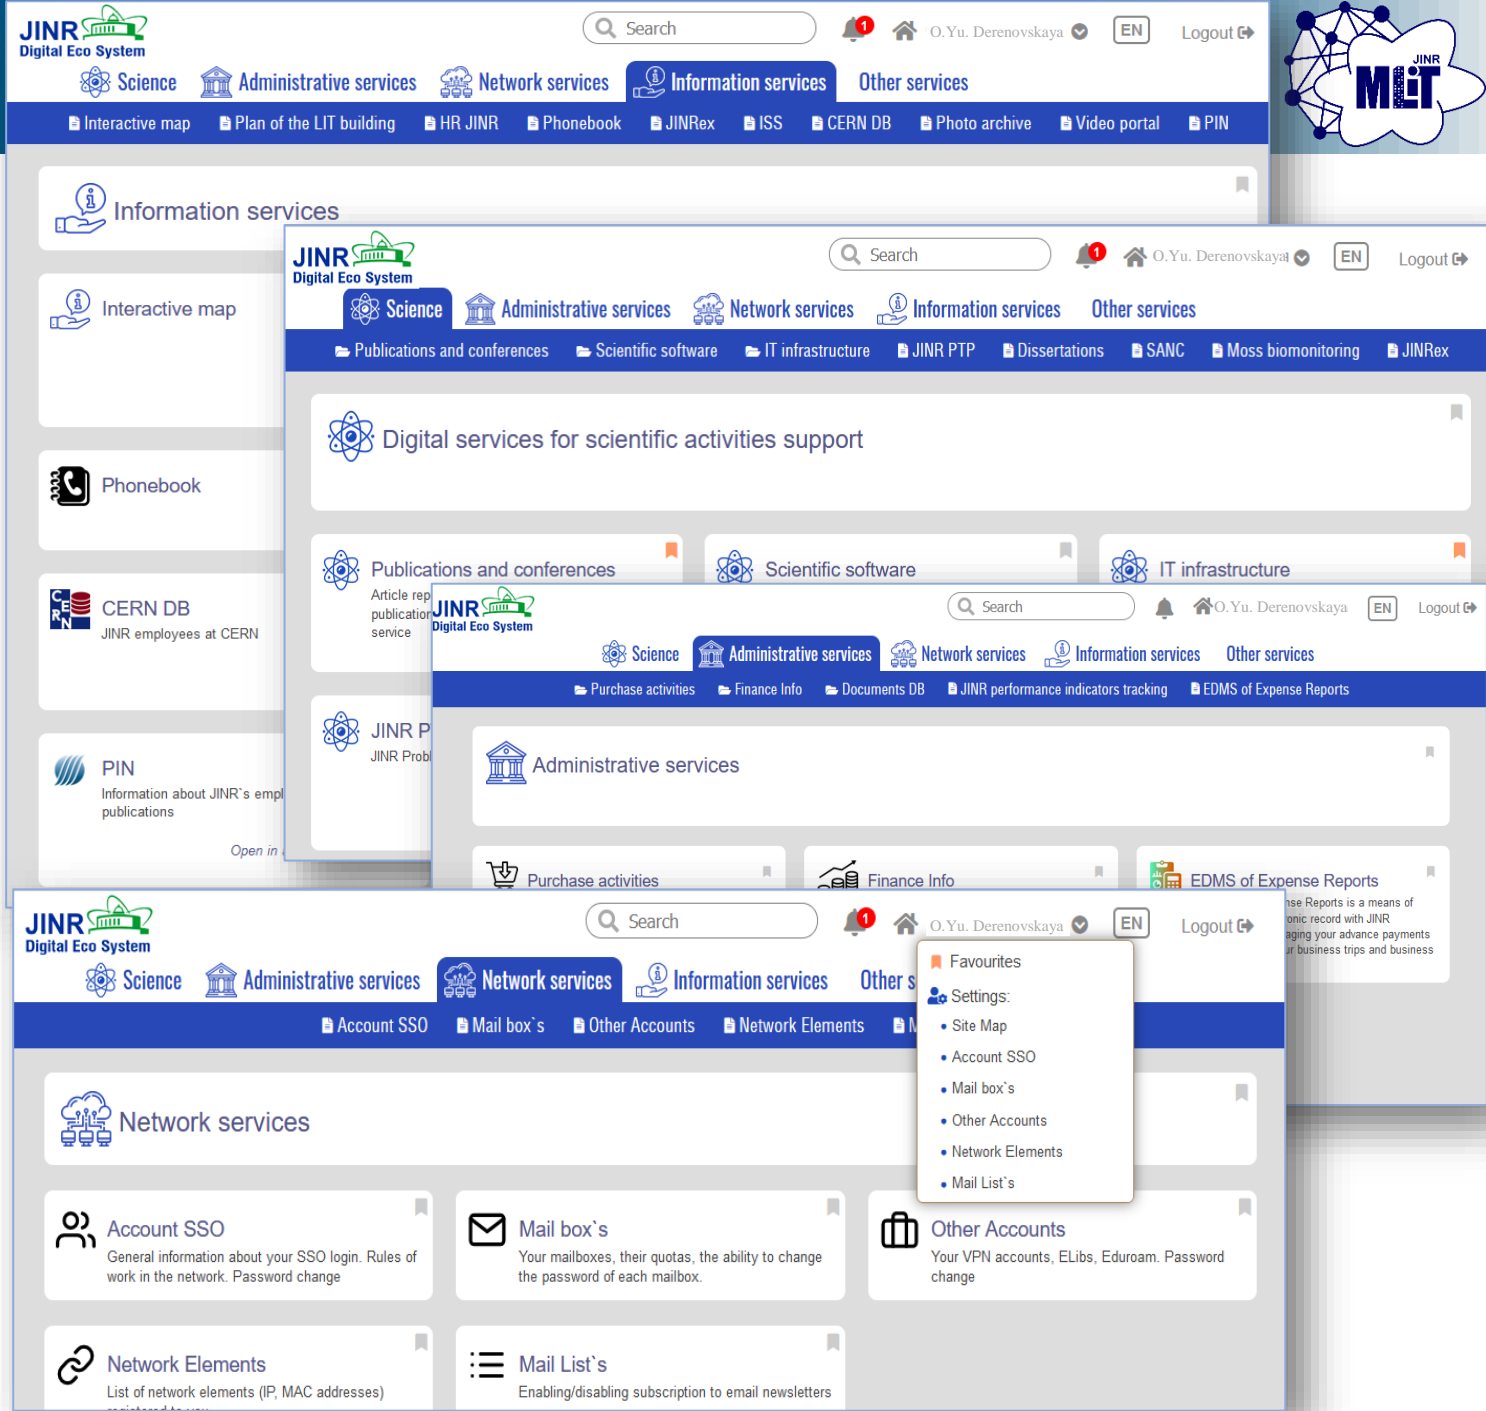 JINR
Digital Eco System
Search
1
O.Yu. Derenovskaya
EN
Logout
JINR
MLIT
Science
Administrative services
Network services
Information services
Other services
Interactive map
Plan of the LIT building
HR JINR
Phonebook
JINRex
ISS
CERN DB
Photo archive
Video portal
PIN
Information services
Interactive map
Phonebook
CERN
CERN DB
JINR employees at CERN
PIN
Information about JINR`s empl
publications
Open in
JINR
Digital Eco System
Search
1
O.Yu. Derenovskaya
EN
Logout
Science
Administrative services
Network services
Information services
Other services
Publications and conferences
Scientific software
IT infrastructure
JINR PTP
Dissertations
SANC
Moss biomonitoring
JINRex
Digital services for scientific activities support
Publications and conferences
Article rep
publication
service
Scientific software
IT infrastructure
JINR P
JINR Probl
JINR
Digital Eco System
Search
O.Yu. Derenovskaya
EN
Logout
Science
Administrative services
Network services
Information services
Other services
Purchase activities
Finance Info
Documents DB
JINR performance indicators tracking
EDMS of Expense Reports
Administrative services
Purchase activities
Finance Info
EDMS of Expense Reports
nse Reports is a means of
onic record with JINR
aging your advance payments
ur business trips and business
JINR
Digital Eco System
Search
1
O.Yu. Derenovskaya
EN
Logout
Science
Administrative services
Network services
Information services
Other s
Account SSO
Mail box`s
Other Accounts
Network Elements
M
Favourites
Settings:
Site Map
Account SSO
Mail box`s
Other Accounts
Network Elements
Mail List`s
Network services
Account SSO
General information about your SSO login. Rules of
work in the network. Password change
Mail box`s
Your mailboxes, their quotas, the ability to change
the password of each mailbox.
Other Accounts
Your VPN accounts, ELibs, Eduroam. Password
change
Network Elements
List of network elements (IP, MAC addresses)
registered to you
Mail List`s
Enabling/disabling subscription to email newsletters